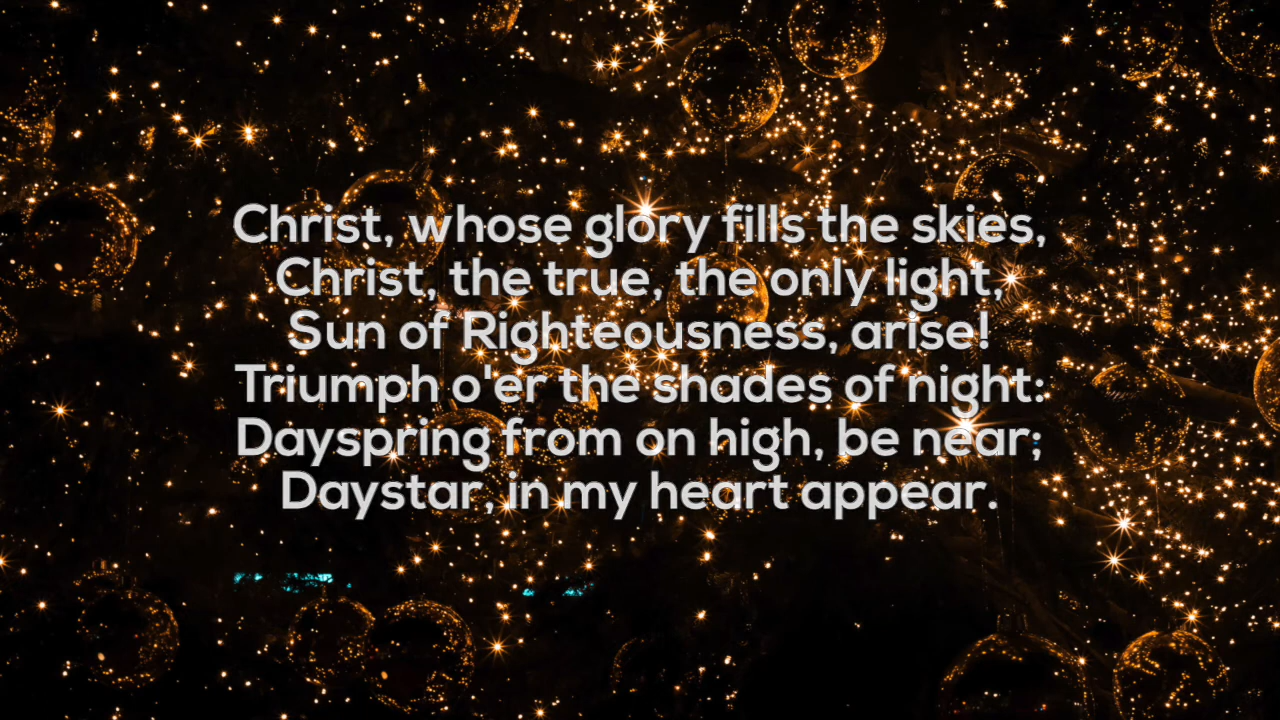 Christ, whose glory fills the skies,
Christ, the true, the only light,
Sun of Righteousness, arise!
Triumph o'er the shades of night:
Dayspring from on high, be near;
Daystar, in my heart appear.